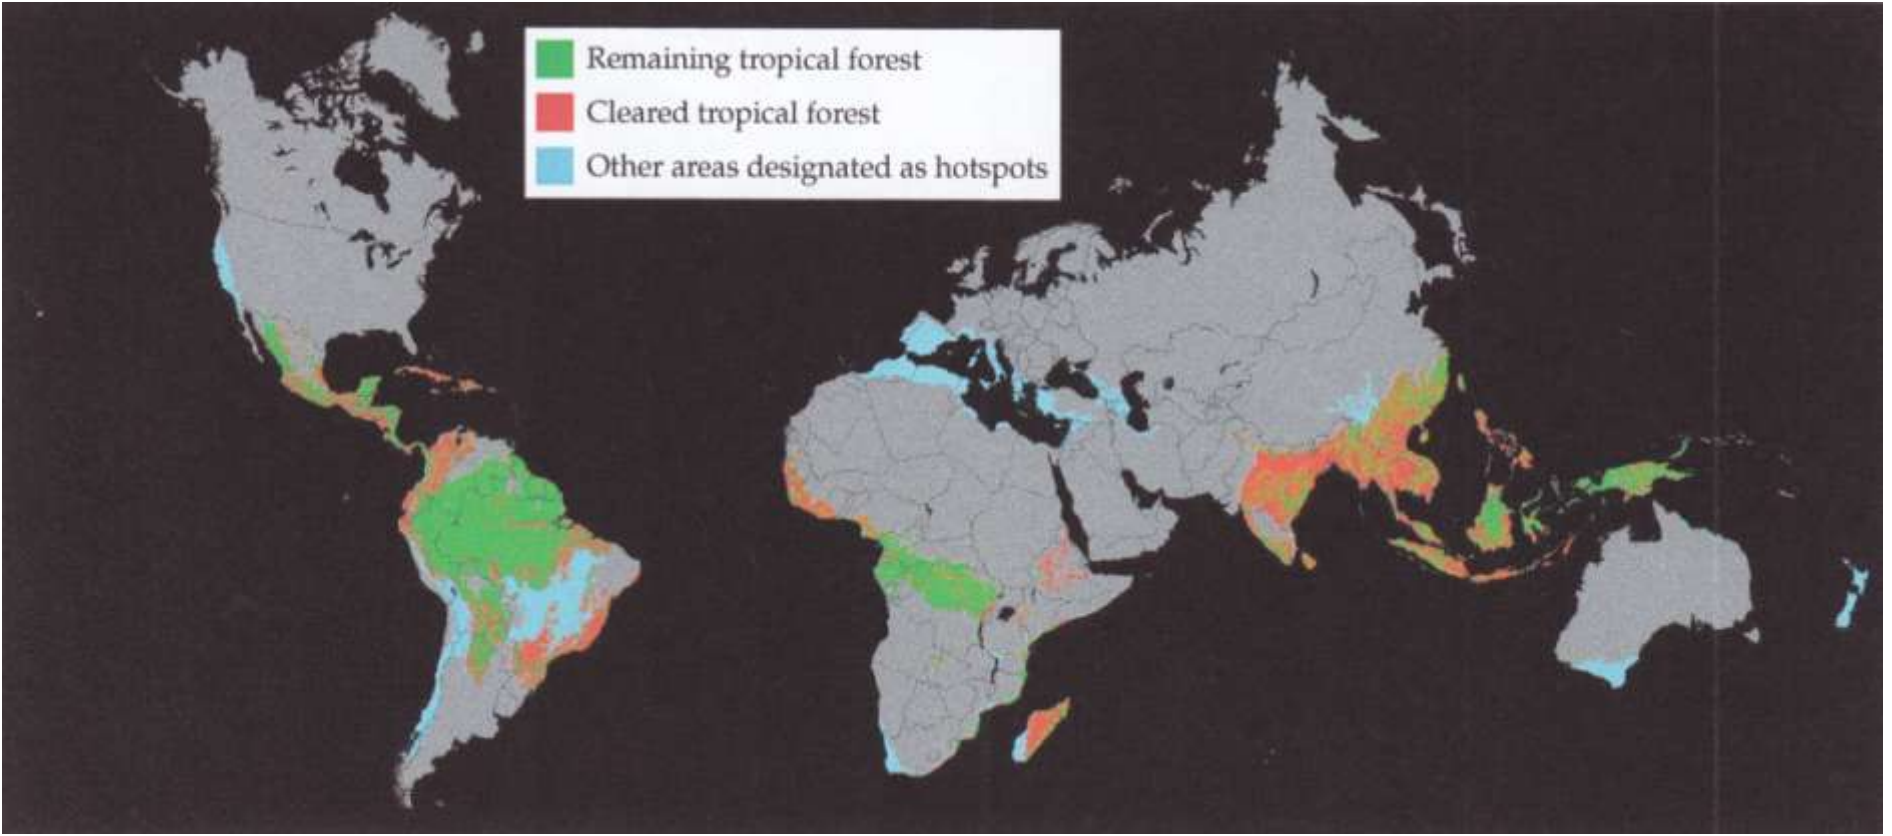 Remaining tropical forest
Cleared tropical forest
Other areas designated as hotspots